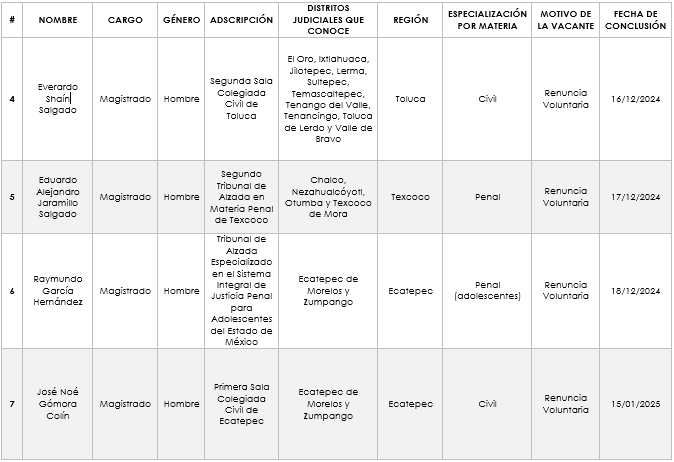 # NOMBRE CARGO GÉNERO ADSCRIPCIÓN DISTRITOS JUDICIALES QUE CONOCE REGIÓN ESPECIALIZACIÓN POR MATERIA MOTIVO DE LA VACANTE FECHA DE CONCLUSIÓN
4
Everardo
Shaín
Salgado
Magistrado
Hombre
Segunda Sala
Colegiada
Civil de
Toluca
El Oro, Ixtlahuaca,
Jilotepec, Lerma,
Sultepec,
Temascaltepec,
Tenango del Valle,
Tenancingo, Toluca
de Lerdo y Valle de
Bravo
Toluca
Civil
Renuncia
Voluntaria
16/12/2024
5
Eduardo
Alejandro
Jaramillo
Salgado
Magistrado
Hombre
Segundo
Tribunal de
Alzada en
Materia Penal
de Texcoco
Chalco,
Nezahualcóyotl,
Otumba y Texcoco
de Mora
Texcoco
Penal
Renuncia
Voluntaria
17/12/2024
6
Raymundo
García
Hernández
Magistrado
Hombre
Tribunal de
Alzada
Especializado
en el Sistema
Integral de
Justicia Penal
para
Adolescentes
del Estado de
México
Ecatepec de
Morelos y
Zumpango
Ecatepec
Penal
(adolescentes)
Renuncia
Voluntaria
18/12/2024
7
José Noé
Gómora
Colín
Magistrado
Hombre
Primera Sala
Colegiada
Civil de
Ecatepec
Ecatepec de
Morelos y
Zumpango
Ecatepec
Civil
Renuncia
Voluntaria
15/01/2025